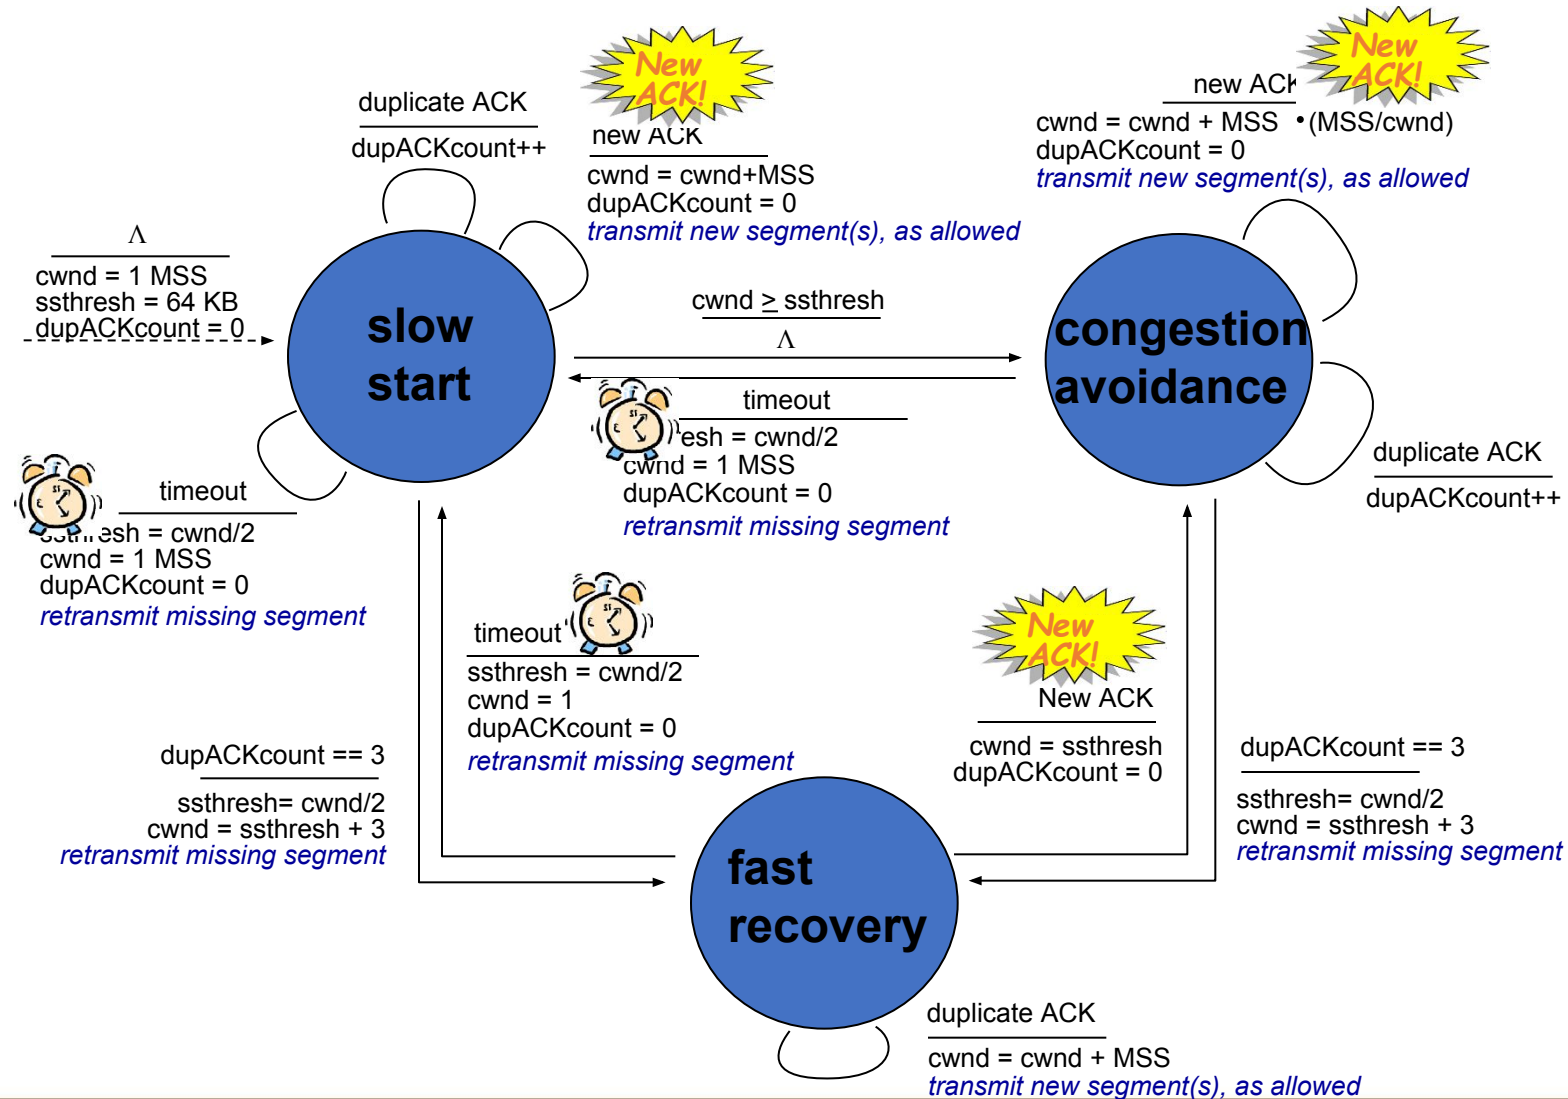 New
ACK!
duplicate ACK
dupACKcount++
new ACK
cwnd = cwnd+MSS
dupACKcount = 0
transmit new segment(s), as allowed
New
ACK!
new ACK
cwnd = cwnd + MSS •(MSS/cwnd)
dupACKcount = 0
transmit new segment(s), as allowed
Λ
cwnd = 1 MSS
ssthresh = 64 KB
dupACKcount = 0
slow
start
cwnd ≥ ssthresh
Λ
congestion
avoidance
timeout
esh = cwnd/2
cwnd = 1 MSS
dupACKcount = 0
retransmit missing segment
duplicate ACK
dupACKcount++
timeout
ssthresh = cwnd/2
cwnd = 1 MSS
dupACKcount = 0
retransmit missing segment
timeout
ssthresh = cwnd/2
cwnd = 1
dupACKcount = 0
retransmit missing segment
New
ACK!
New ACK
cwnd = ssthresh
dupACKcount = 0
dupACKcount == 3
ssthresh= cwnd/2
cwnd = ssthresh + 3
retransmit missing segment
dupACKcount == 3
ssthresh= cwnd/2
cwnd = ssthresh + 3
retransmit missing segment
fast
recovery
duplicate ACK
cwnd = cwnd + MSS
transmit new segment(s), as allowed